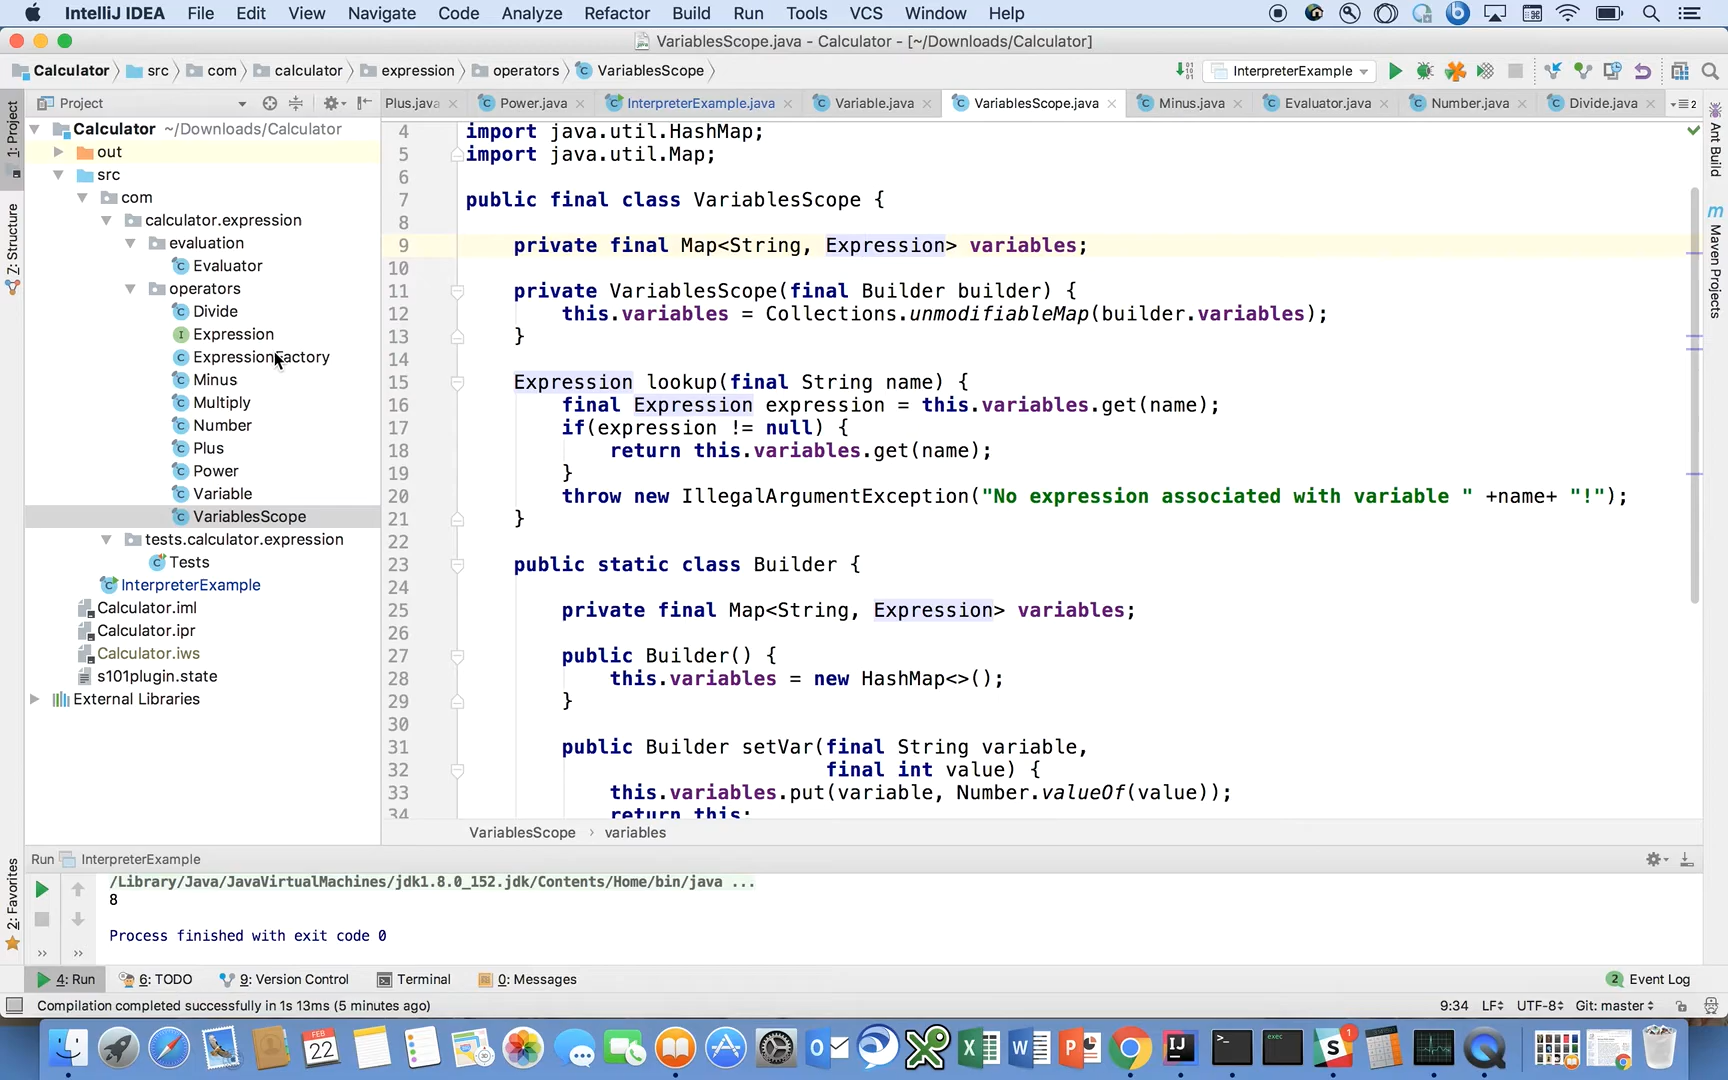 IntelliJ IDEA File Edit View Navigate Code Analyze Refactor Build Run Tools VCS Window Help
VariablesScope.java - Calculator - [~/Downloads/Calculator]
Calculator src com calculator expression operators VariablesScope InterpreterExample
Project Plus.java Power.java InterpreterExample.java Variable.java VariablesScope.java Minus.java Evaluator.java Number.java Divide.java 2
1: Project
Z: Structure
2: Favorites
Ant Build
Maven Projects
Calculator ~/Downloads/Calculator
out
src
com
calculator.expression
evaluation
Evaluator
operators
Divide
Expression
ExpressionFactory
Minus
Multiply
Number
Plus
Power
Variable
VariablesScope
tests.calculator.expression
Tests
InterpreterExample
Calculator.iml
Calculator.ipr
Calculator.iws
s101plugin.state
External Libraries
4 import java.util.HashMap;
5 import java.util.Map;
6
7 public final class VariablesScope {
8
9 private final Map<String, Expression> variables;
10
11 private VariablesScope(final Builder builder) {
12 this.variables = Collections.unmodifiableMap(builder.variables);
13 }
14
15 Expression lookup(final String name) {
16 final Expression expression = this.variables.get(name);
17 if(expression != null) {
18 return this.variables.get(name);
19 }
20 throw new IllegalArgumentException("No expression associated with variable " +name+ "!");
21 }
22
23 public static class Builder {
24
25 private final Map<String, Expression> variables;
26
27 public Builder() {
28 this.variables = new HashMap<>();
29 }
30
31 public Builder setVar(final String variable,
32 final int value) {
33 this.variables.put(variable, Number.valueOf(value));
34 return this;
VariablesScope › variables
Run InterpreterExample
/Library/Java/JavaVirtualMachines/jdk1.8.0_152.jdk/Contents/Home/bin/java ...
8
Process finished with exit code 0
4: Run 6: TODO 9: Version Control Terminal 0: Messages 2 Event Log
Compilation completed successfully in 1s 13ms (5 minutes ago) 9:34 LF UTF-8 Git: master
FEB
22
1